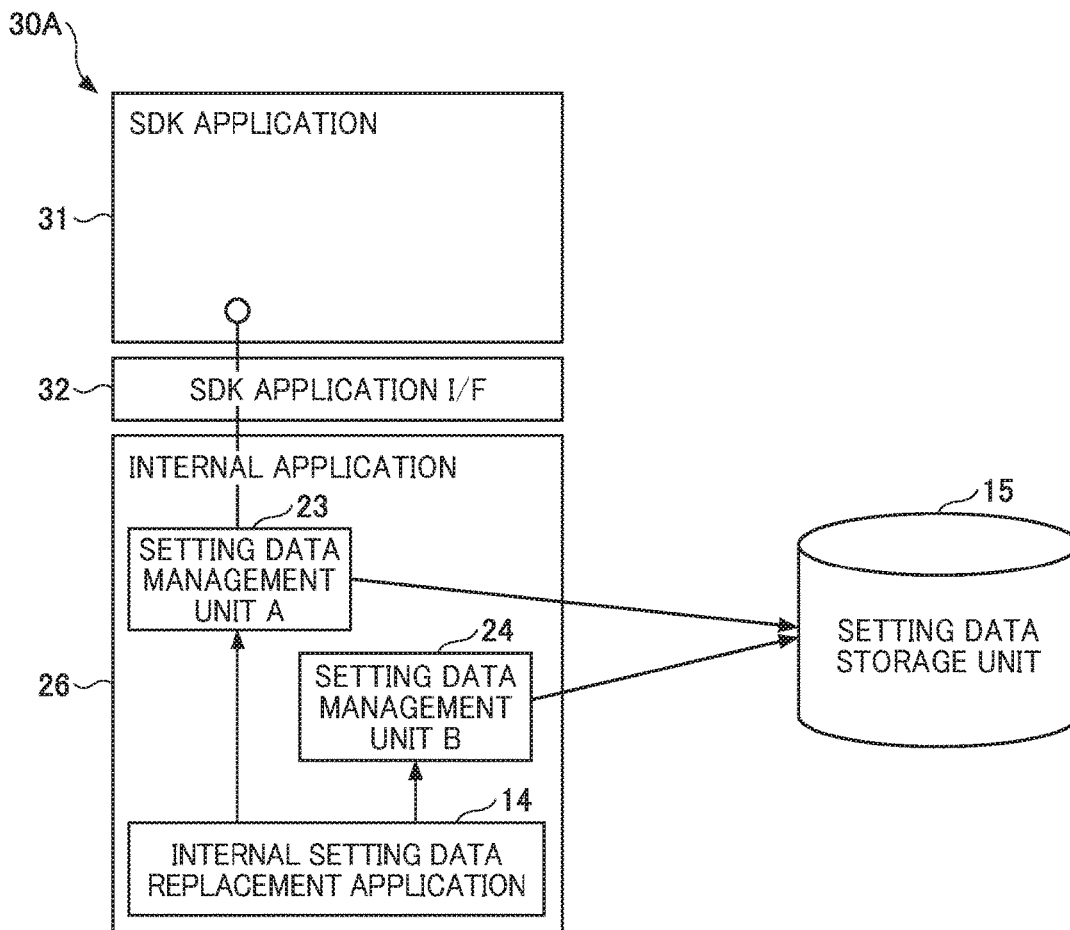 30A
SDK APPLICATION
31
32
SDK APPLICATION I/F
INTERNAL APPLICATION
23
SETTING DATA
MANAGEMENT
UNIT A
15
SETTING DATA
STORAGE UNIT
24
SETTING DATA
MANAGEMENT
UNIT B
26
14
INTERNAL SETTING DATA
REPLACEMENT APPLICATION